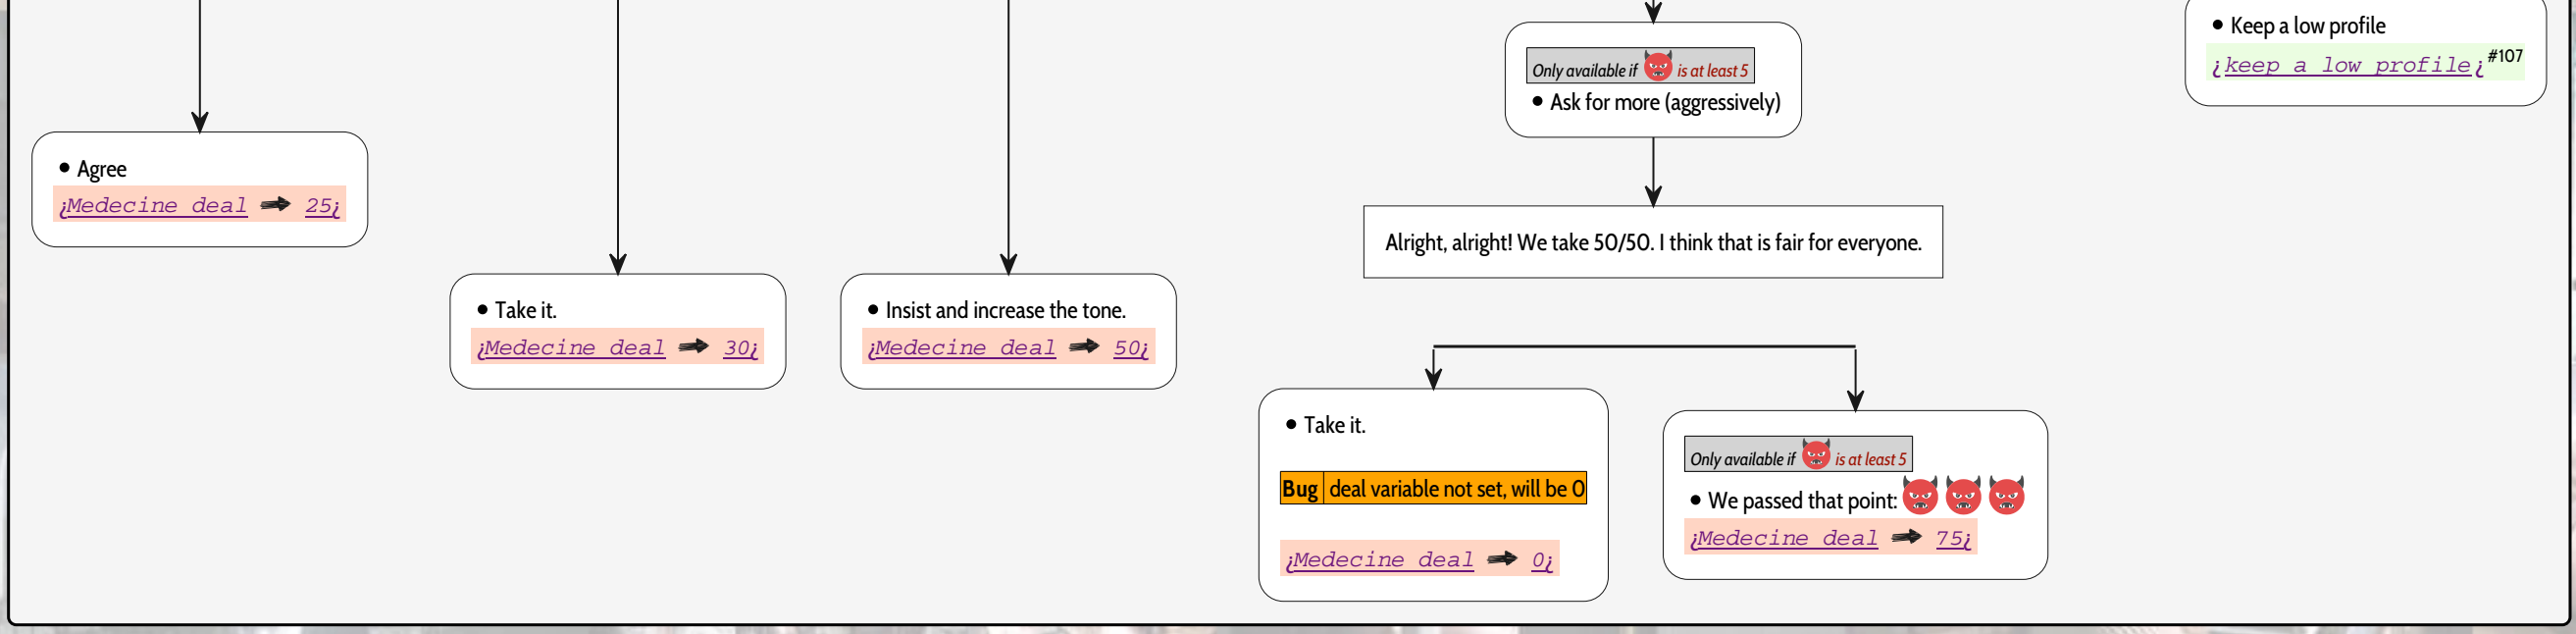 Keep a low profile
¿keep a low profile¿ #107
Only available if is at least 5
Ask for more (aggressively)
Agree
¿Medecine deal 25¿
Alright, alright! We take 50/50. I think that is fair for everyone.
Take it.
¿Medecine deal 30¿
Insist and increase the tone.
¿Medecine deal 50¿
Take it.
Bug deal variable not set, will be 0
¿Medecine deal 0¿
Only available if is at least 5
We passed that point:
¿Medecine deal 75¿